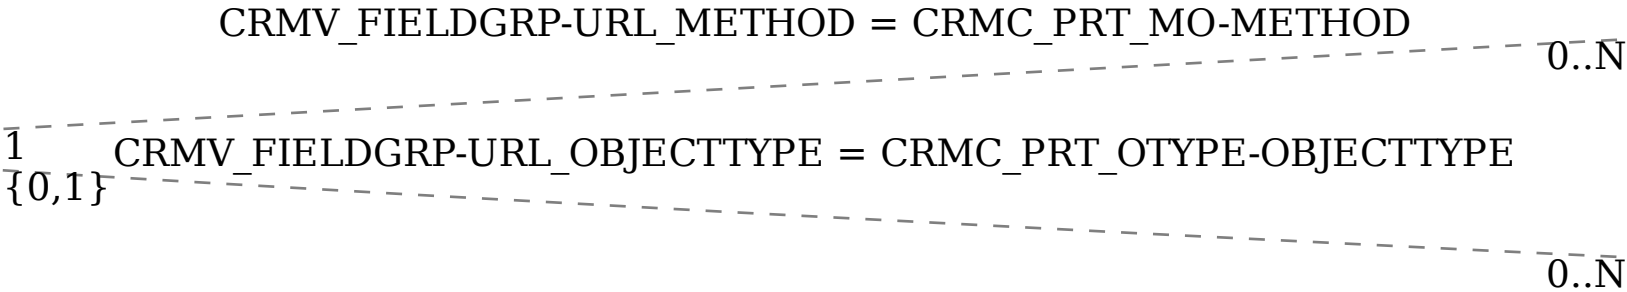 CRMV_FIELDGRP-URL_METHOD = CRMC_PRT_MO-METHOD
0..N
1
CRMV_FIELDGRP-URL_OBJECTTYPE = CRMC_PRT_OTYPE-OBJECTTYPE
{0,1}
0..N